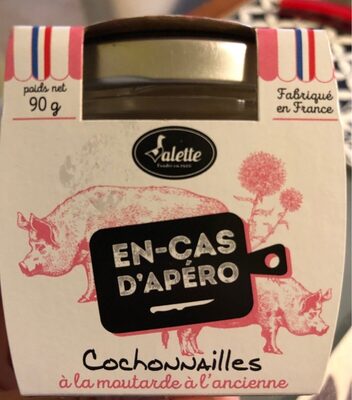 poids net
90 g
Fabriqué
en France
Valette
EN-CAS
D'APÉRO
Cochonnailles
à la moutarde à l'ancienne